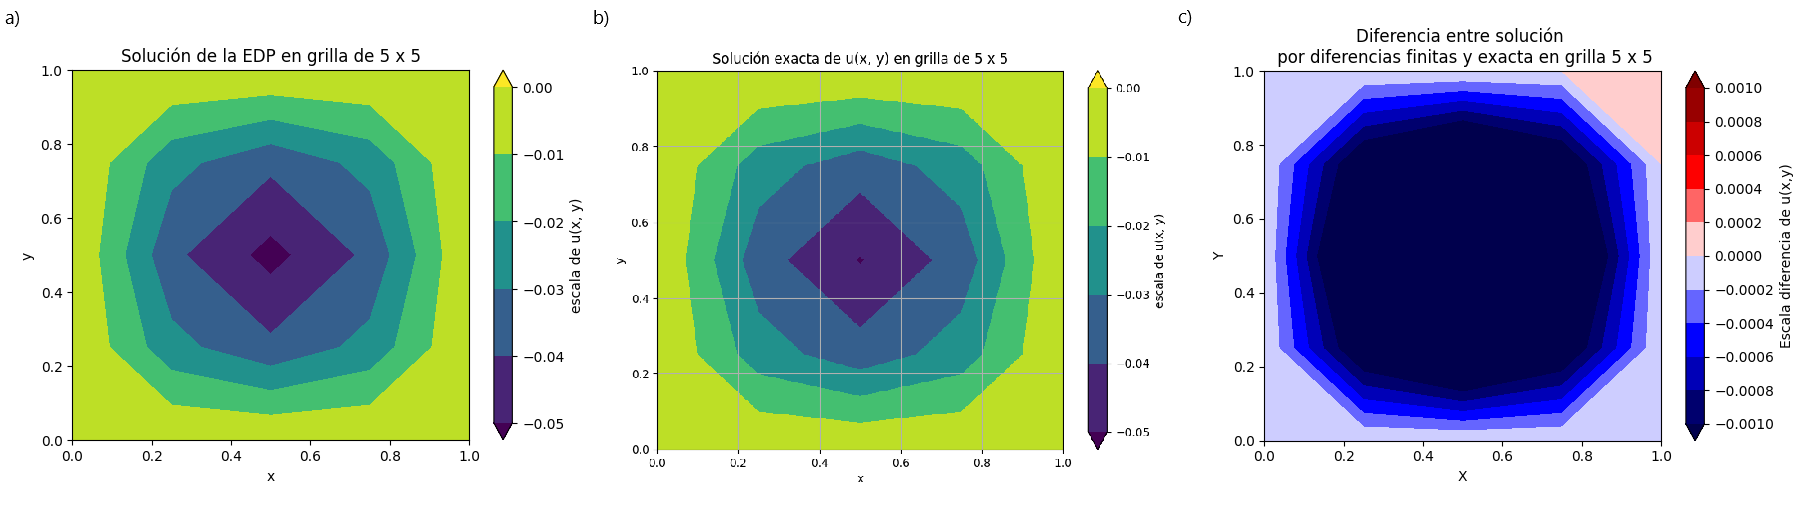 a)
Solución de la EDP en grilla de 5 x 5
1.0
0.8
0.6
0.4
0.2
0.0
y
0.0 0.2 0.4 0.6 0.8 1.0
x
0.00
−0.01
−0.02
−0.03
−0.04
−0.05
escala de u(x, y)
b)
Solución exacta de u(x, y) en grilla de 5 x 5
1.0
0.8
0.6
0.4
0.2
0.0
y
0.0 0.2 0.4 0.6 0.8 1.0
x
0.00
−0.01
−0.02
−0.03
−0.04
−0.05
escala de u(x, y)
c)
Diferencia entre solución
por diferencias finitas y exacta en grilla 5 x 5
1.0
0.8
0.6
0.4
0.2
0.0
Y
0.0 0.2 0.4 0.6 0.8 1.0
X
0.0010
0.0008
0.0006
0.0004
0.0002
0.0000
−0.0002
−0.0004
−0.0006
−0.0008
−0.0010
Escala diferencia de u(x,y)